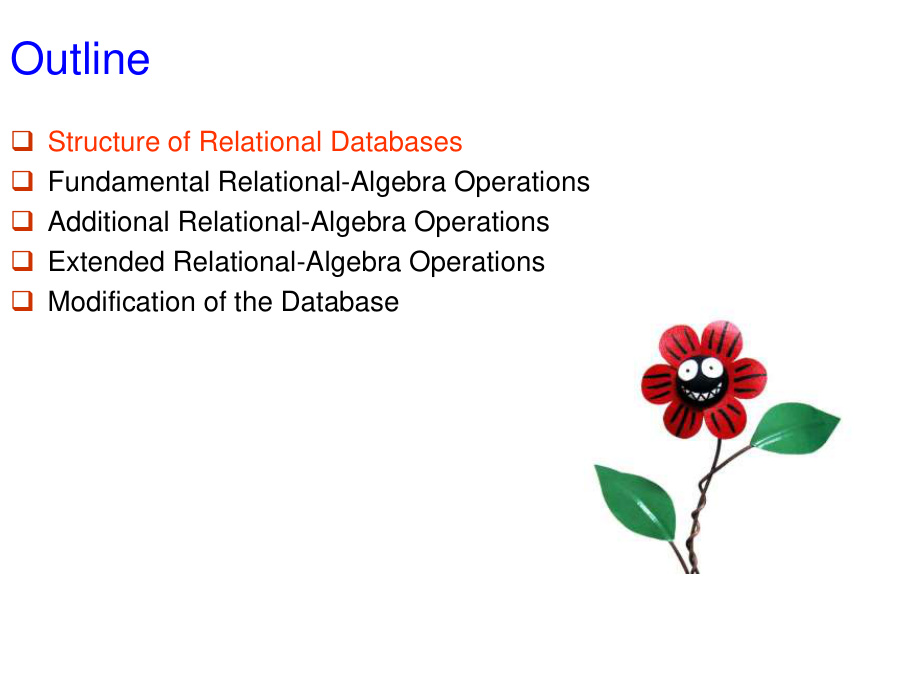 Outline
Structure of Relational Databases
Fundamental Relational-Algebra Operations
Additional Relational-Algebra Operations
Extended Relational-Algebra Operations
Modification of the Database